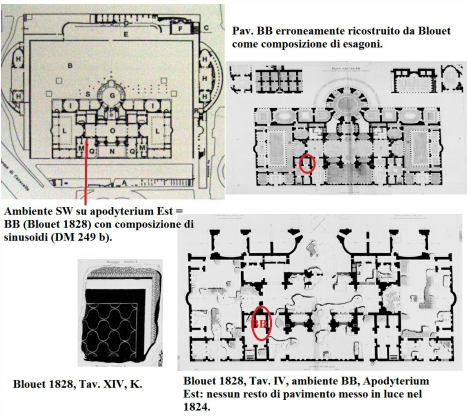 Pav. BB erroneamente ricostruito da Blouet
come composizione di esagoni.
D
E
F
C
B
H
H
H
H
H
H
S
G
I
I
L
L
O
M
Q
N
Q
A
Ambiente SW su apodyterium Est =
BB (Blouet 1828) con composizione di
sinusoidi (DM 249 b).
BB
Blouet 1828, Tav. XIV, K.
Blouet 1828, Tav. IV, ambiente BB, Apodyterium
Est: nessun resto di pavimento messo in luce nel
1824.